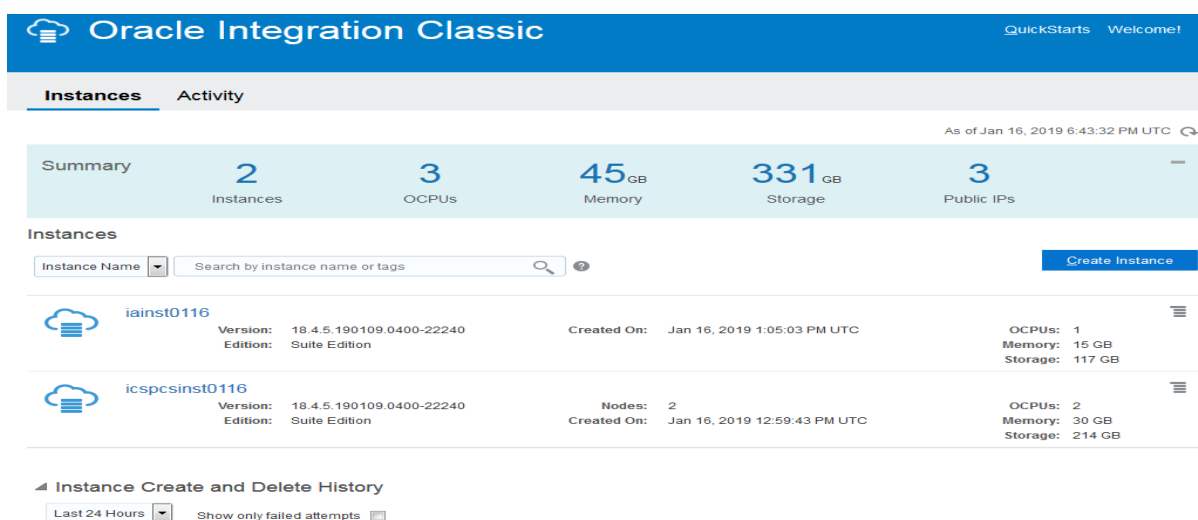 Oracle Integration Classic
QuickStarts Welcome!
Instances Activity
As of Jan 16, 2019 6:43:32 PM UTC
Summary
2 3 45 GB 331 GB 3
Instances OCPUs Memory Storage Public IPs
Instances
Instance Name Search by instance name or tags Create Instance
iainst0116
Version: 18.4.5.190109.0400-22240 Created On: Jan 16, 2019 1:05:03 PM UTC OCPUs: 1
Edition: Suite Edition Memory: 15 GB
Storage: 117 GB
icspcsinst0116
Version: 18.4.5.190109.0400-22240 Nodes: 2 OCPUs: 2
Edition: Suite Edition Created On: Jan 16, 2019 12:59:43 PM UTC Memory: 30 GB
Storage: 214 GB
Instance Create and Delete History
Last 24 Hours Show only failed attempts